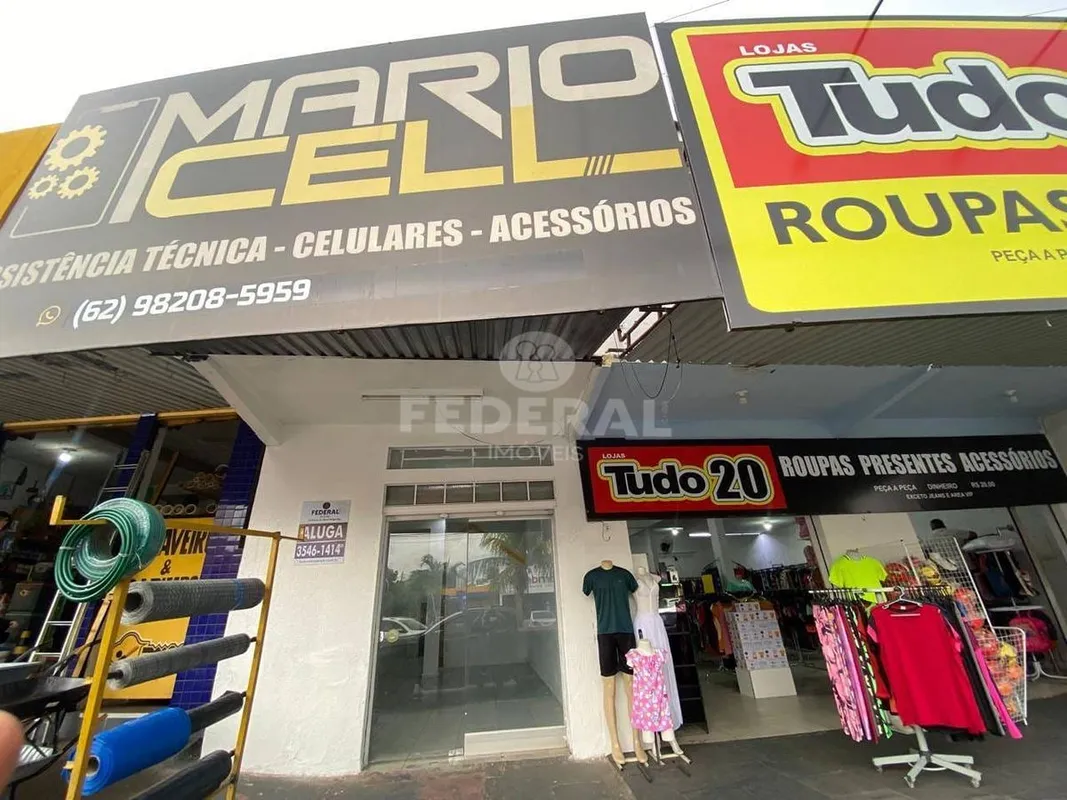 MARIO
CELL
SISTÊNCIA TÉCNICA - CELULARES - ACESSÓRIOS
(62) 98208-5959
LOJAS
Tudo
ROUPAS
PEÇA A P
FEDERAL
IMÓVEIS
LOJAS
Tudo 20
ROUPAS PRESENTES ACESSÓRIOS
PEÇA A PEÇA DINHEIRO R$ 20,00
EXCETO JEANS E AREA VIP
FEDERAL
ALUGA
3546-1414
AVEIR
&